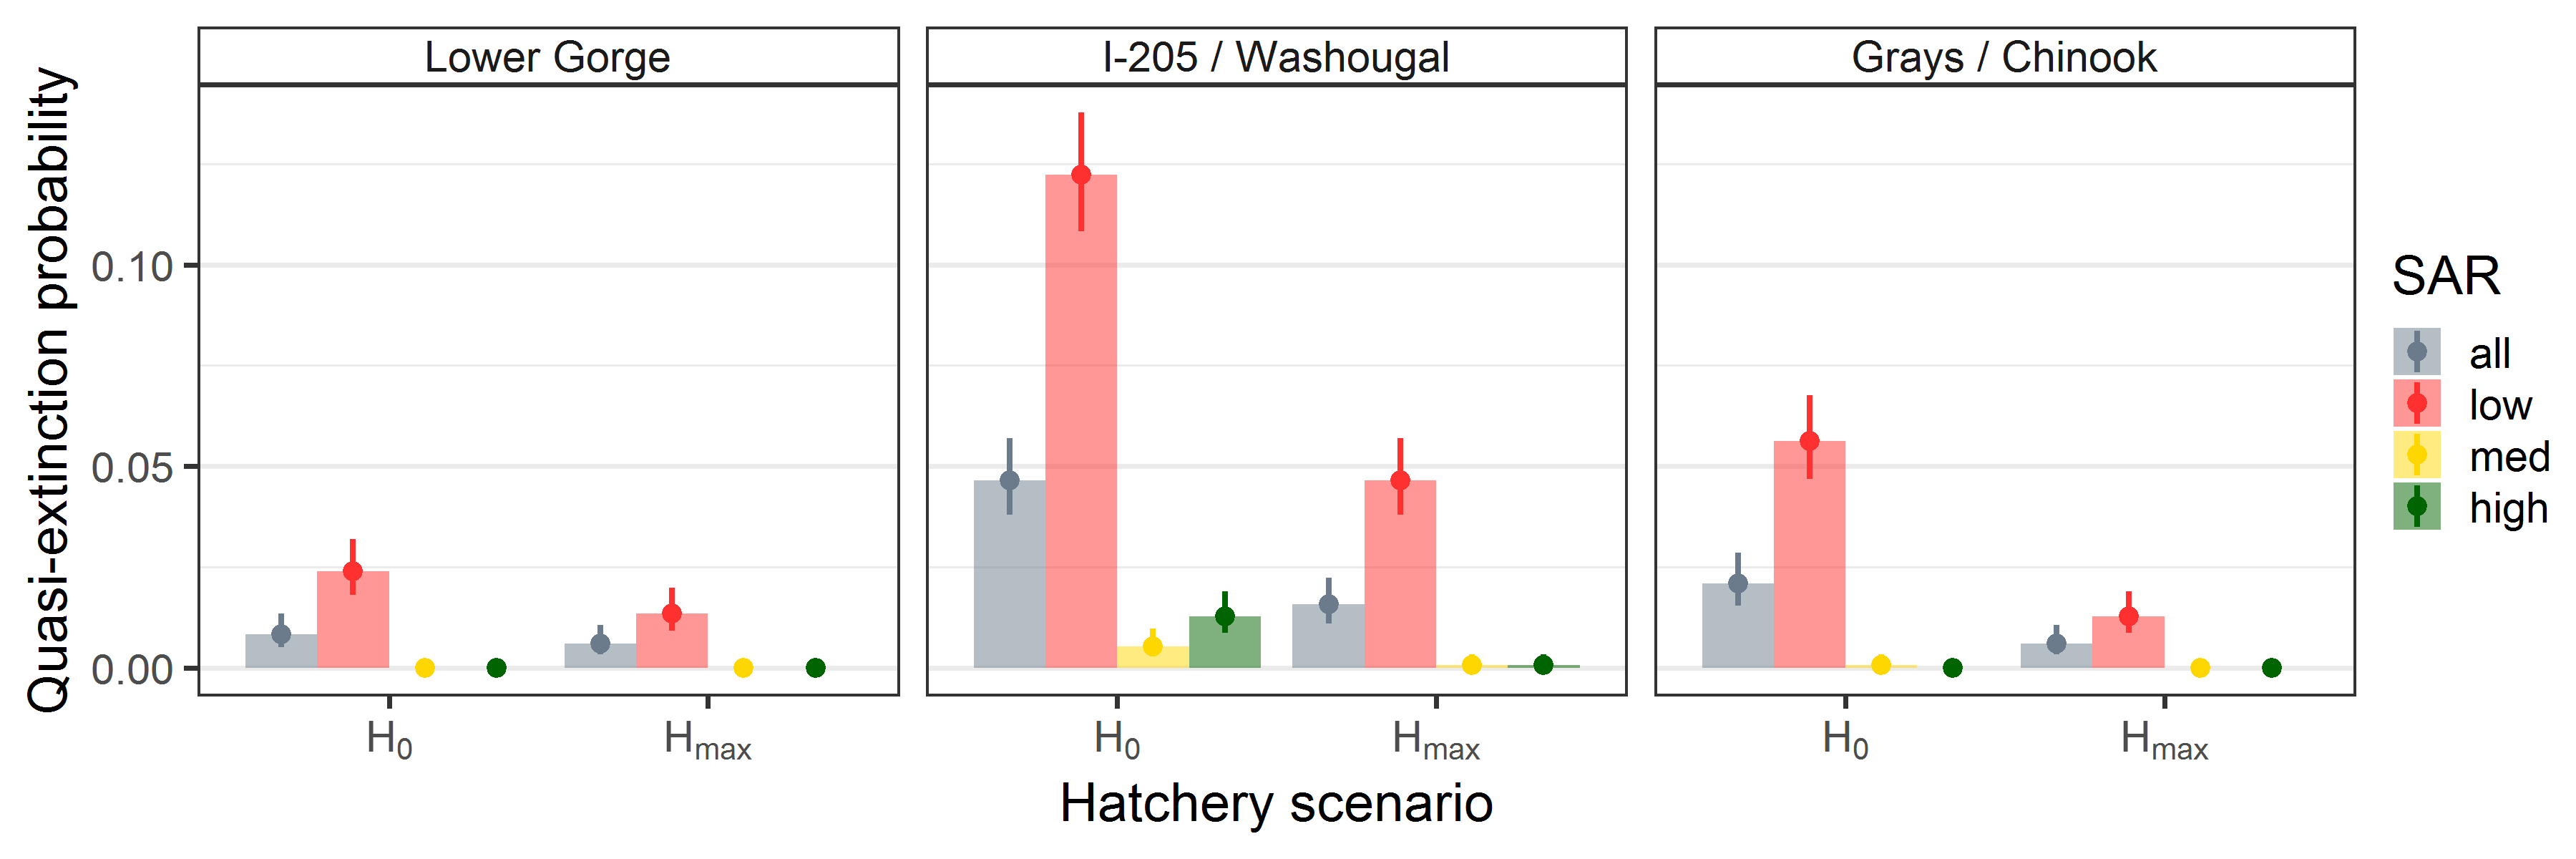 Lower Gorge
I-205 / Washougal
Grays / Chinook
Quasi-extinction probability
0.10
0.05
0.00
H0
Hmax
H0
Hmax
H0
Hmax
Hatchery scenario
SAR
all
low
med
high